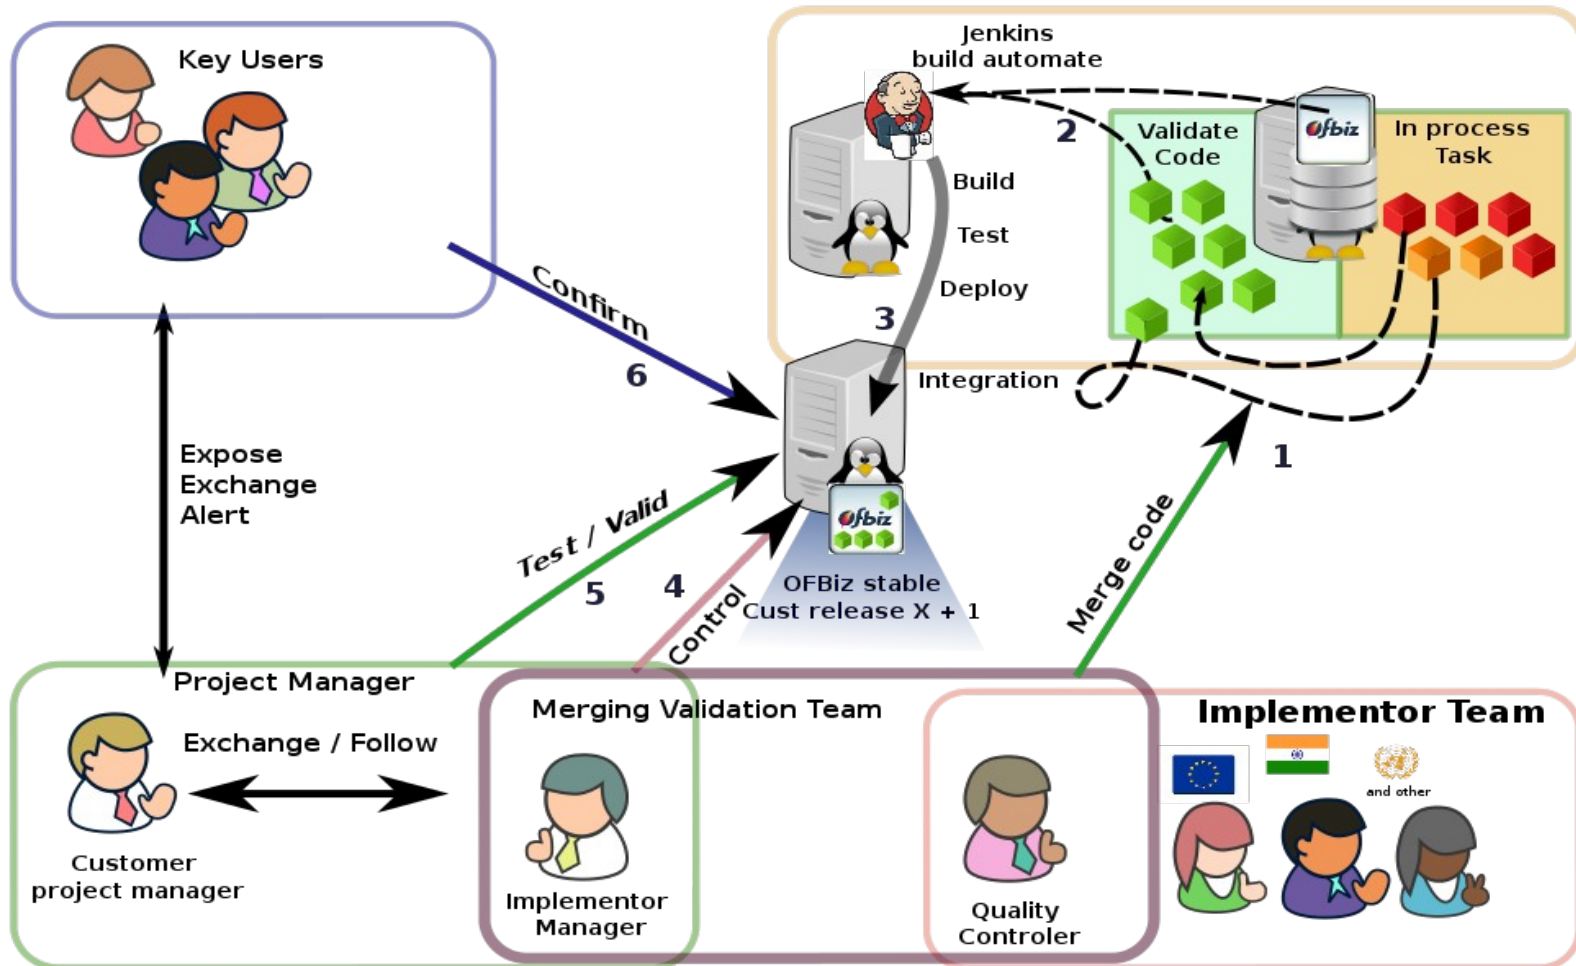 Key Users
Jenkins
build automate
2
Validate
Code
Ofbiz
In process
Task
Build
Test
Deploy
3
Integration
Confirm
6
1
Expose
Exchange
Alert
Test / Valid
5
4
Control
Merge code
Ofbiz
OFBiz stable
Cust release X + 1
Project Manager
Exchange / Follow
Customer
project manager
Merging Validation Team
Implementor
Manager
Quality
Controler
Implementor Team
and other